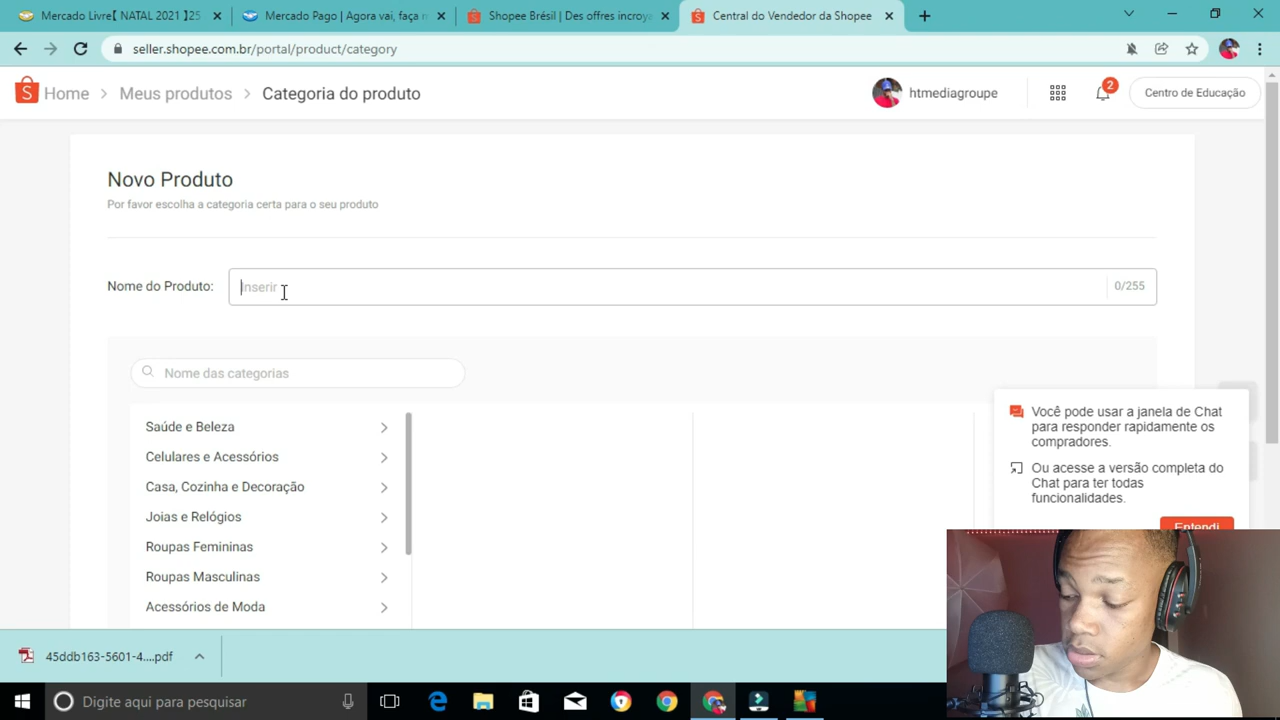 Mercado Livre【 NATAL 2021 】25
Mercado Pago | Agora vai, faça m
Shopee Brésil | Des offres incroya
Central do Vendedor da Shopee
seller.shopee.com.br/portal/product/category
Home > Meus produtos > Categoria do produto
htmediagroupe
2
Centro de Educação
Novo Produto
Por favor escolha a categoria certa para o seu produto
Nome do Produto:
Inserir
0/255
Nome das categorias
Saúde e Beleza
Celulares e Acessórios
Casa, Cozinha e Decoração
Joias e Relógios
Roupas Femininas
Roupas Masculinas
Acessórios de Moda
Você pode usar a janela de Chat
para responder rapidamente os
compradores.
Ou acesse a versão completa do
Chat para ter todas
funcionalidades.
Entendi
45ddb163-5601-4....pdf
Digite aqui para pesquisar